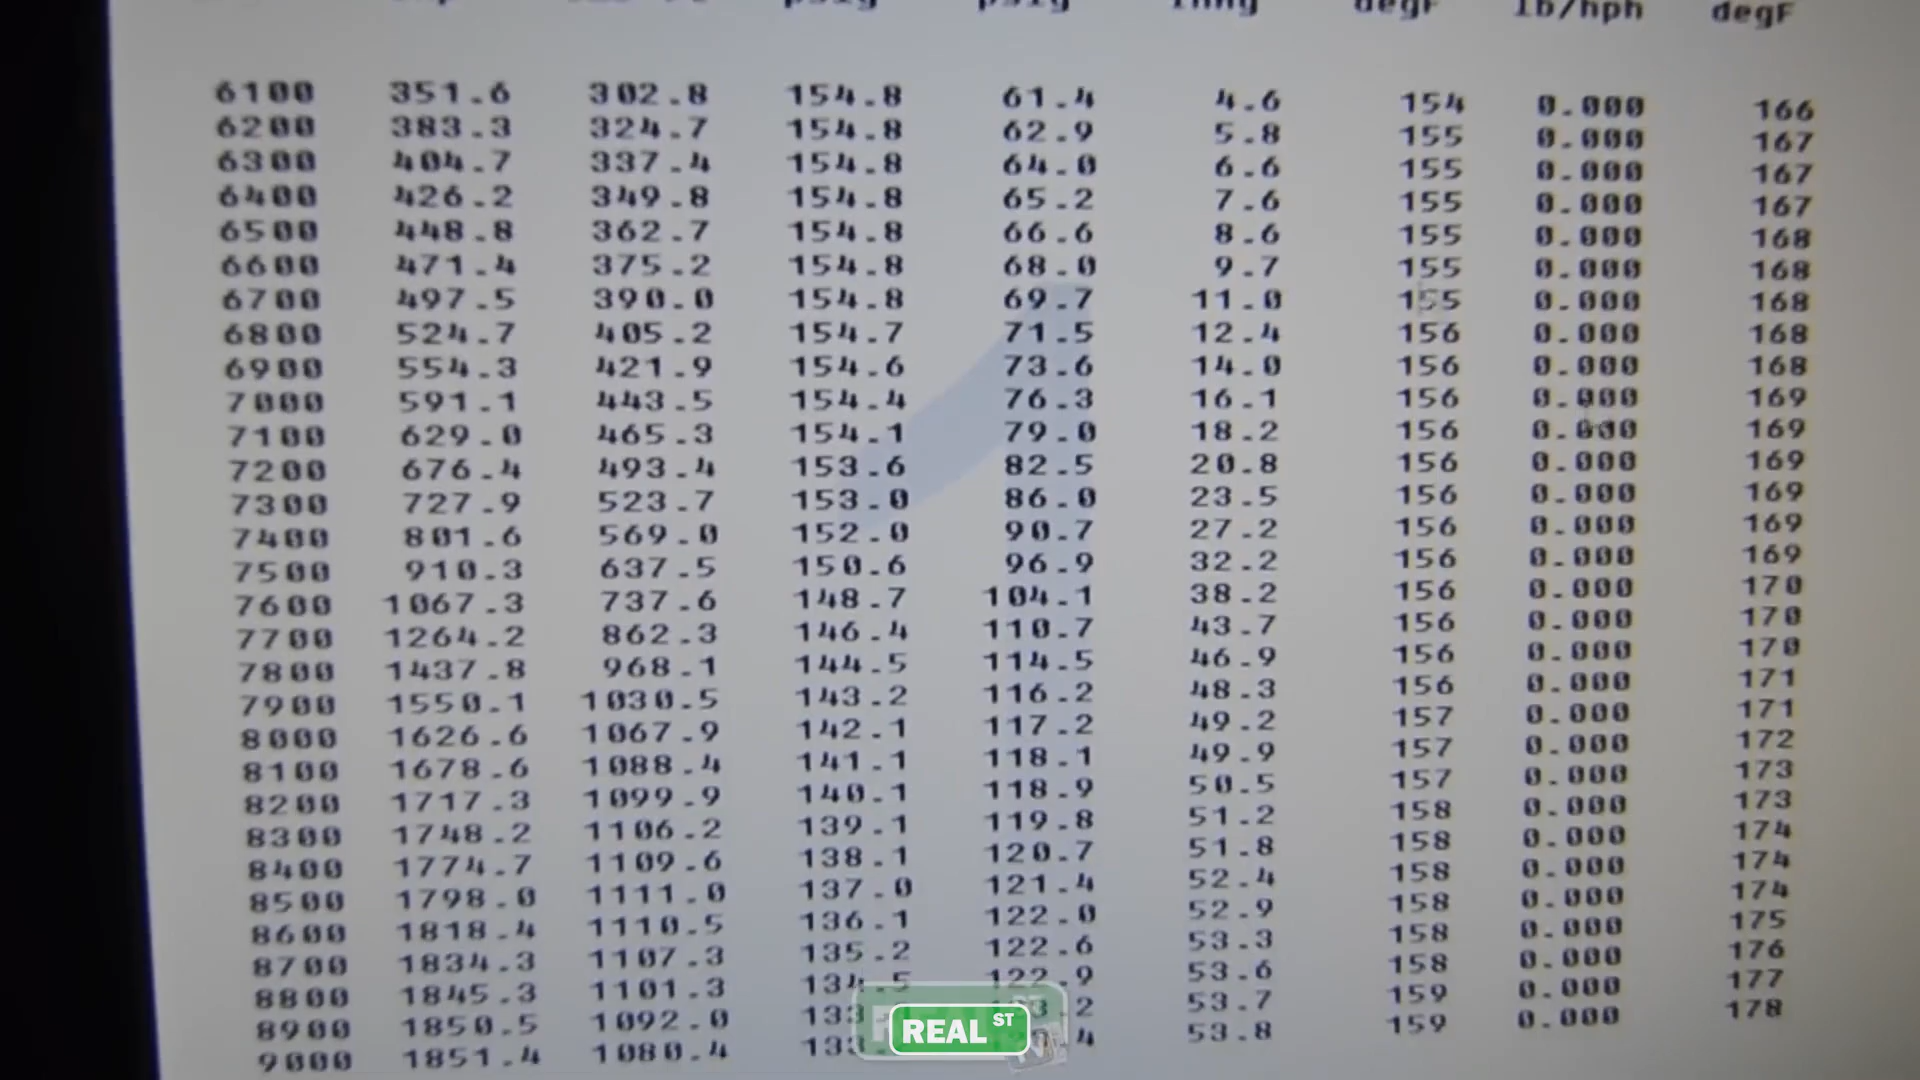 psig psig degF lb/hph degF
6100 351.6 302.8 154.8 61.4 4.6 154 0.000 166
6200 383.3 324.7 154.8 62.9 5.8 155 0.000 167
6300 404.7 337.4 154.8 64.0 6.6 155 0.000 167
6400 426.2 349.8 154.8 65.2 7.6 155 0.000 167
6500 448.8 362.7 154.8 66.6 8.6 155 0.000 168
6600 471.4 375.2 154.8 68.0 9.7 155 0.000 168
6700 497.5 390.0 154.8 69.7 11.0 155 0.000 168
6800 524.7 405.2 154.7 71.5 12.4 156 0.000 168
6900 554.3 421.9 154.6 73.6 14.0 156 0.000 168
7000 591.1 443.5 154.4 76.3 16.1 156 0.000 169
7100 629.0 465.3 154.1 79.0 18.2 156 0.000 169
7200 676.4 493.4 153.6 82.5 20.8 156 0.000 169
7300 727.9 523.7 153.0 86.0 23.5 156 0.000 169
7400 801.6 569.0 152.0 90.7 27.2 156 0.000 169
7500 910.3 637.5 150.6 96.9 32.2 156 0.000 169
7600 1067.3 737.6 148.7 104.1 38.2 156 0.000 170
7700 1264.2 862.3 146.4 110.7 43.7 156 0.000 170
7800 1437.8 968.1 144.5 114.5 46.9 156 0.000 170
7900 1550.1 1030.5 143.2 116.2 48.3 156 0.000 171
8000 1626.6 1067.9 142.1 117.2 49.2 157 0.000 171
8100 1678.6 1088.4 141.1 118.1 49.9 157 0.000 172
8200 1717.3 1099.9 140.1 118.9 50.5 157 0.000 173
8300 1748.2 1106.2 139.1 119.8 51.2 158 0.000 173
8400 1774.7 1109.6 138.1 120.7 51.8 158 0.000 174
8500 1798.0 1111.0 137.0 121.4 52.4 158 0.000 174
8600 1818.4 1110.5 136.1 122.0 52.9 158 0.000 174
8700 1834.3 1107.3 135.2 122.6 53.3 158 0.000 175
8800 1845.3 1101.3 134.5 122.9 53.6 158 0.000 176
8900 1850.5 1092.0 53.7 159 0.000 177
9000 1851.4 1080.4 53.8 159 0.000 178
REAL ST